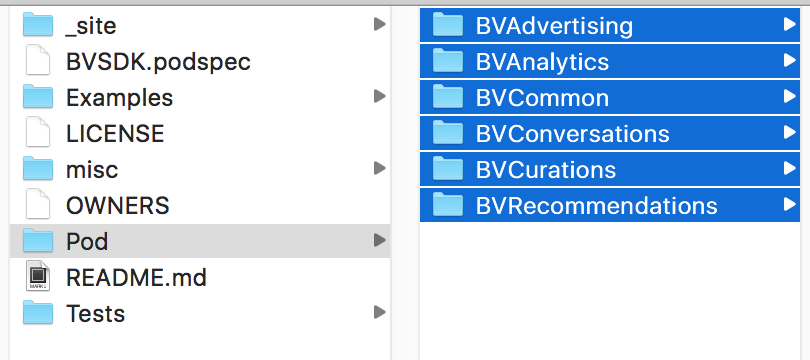 _site
BVSDK.podspec
Examples
LICENSE
misc
OWNERS
Pod
README.md
Tests
BVAdvertising
BVAnalytics
BVCommon
BVConversations
BVCurations
BVRecommendations